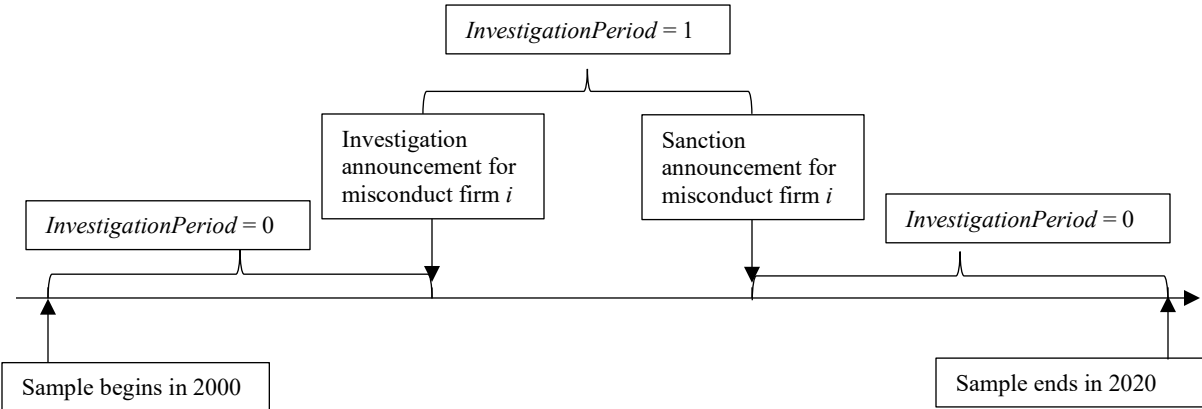 InvestigationPeriod = 1
Investigation
announcement for
misconduct firm i
Sanction
announcement for
misconduct firm i
InvestigationPeriod = 0
InvestigationPeriod = 0
Sample begins in 2000
Sample ends in 2020